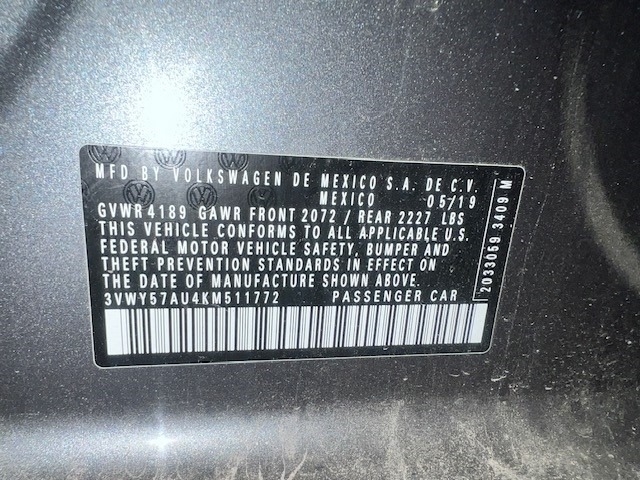 MFD BY VOLKSWAGEN DE MEXICO S.A. DE C.V.
MEXICO 05/19
GVWR 4189 GAWR FRONT 2072 / REAR 2227 LBS
THIS VEHICLE CONFORMS TO ALL APPLICABLE U.S.
FEDERAL MOTOR VEHICLE SAFETY, BUMPER AND
THEFT PREVENTION STANDARDS IN EFFECT ON
THE DATE OF MANUFACTURE SHOWN ABOVE.
3VWY57AU4KM511772 PASSENGER CAR
2033059 3409 M